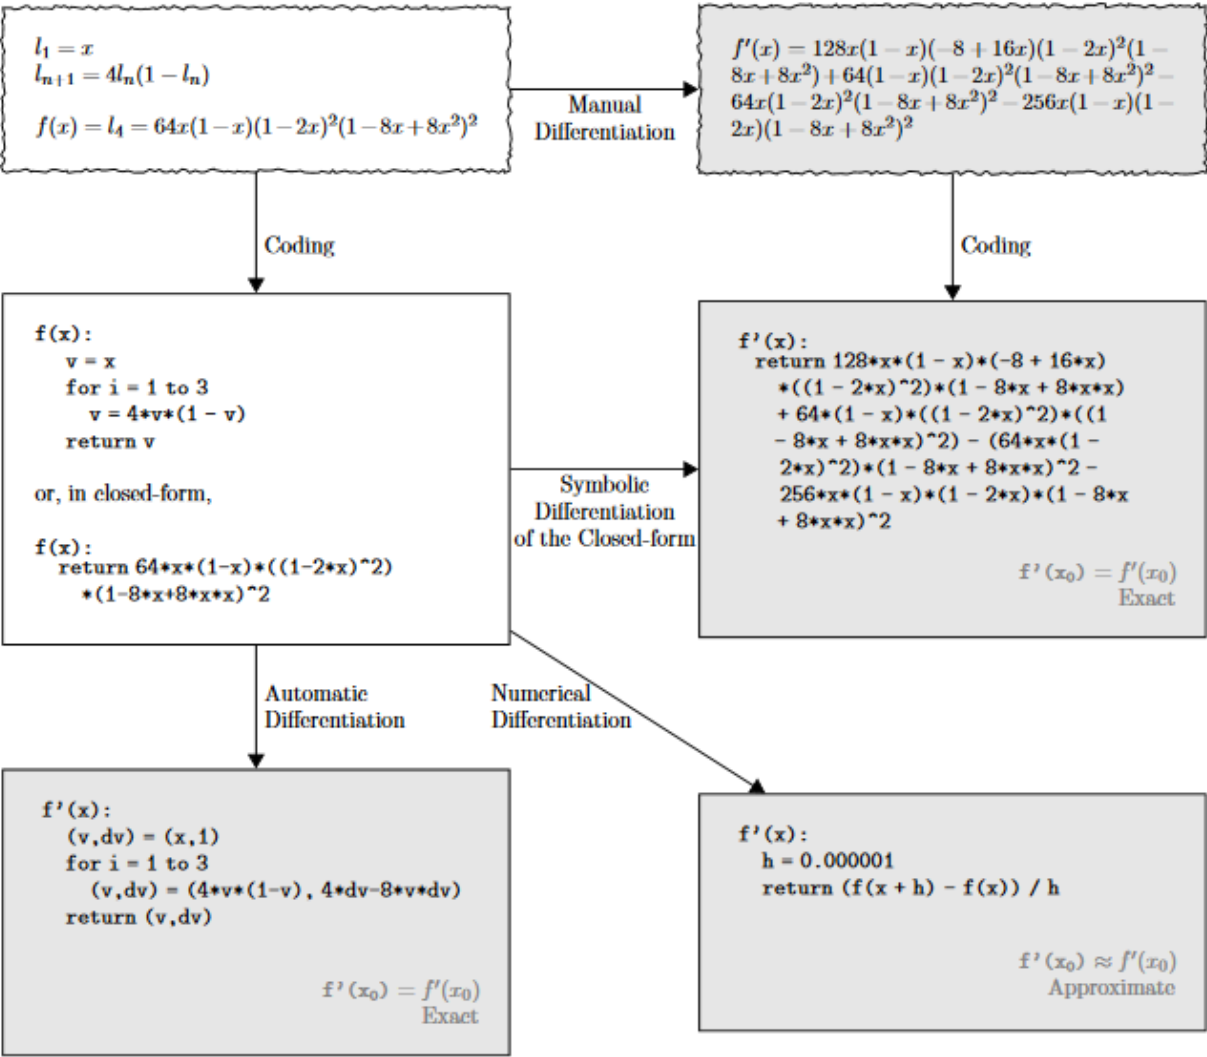 l₁ = x
lₙ₊₁ = 4lₙ(1 − lₙ)
f(x) = l₄ = 64x(1−x)(1−2x)²(1−8x+8x²)²
Manual
Differentiation
f′(x) = 128x(1 − x)(−8 + 16x)(1 − 2x)²(1 −
8x + 8x²) + 64(1 − x)(1 − 2x)²(1 − 8x + 8x²)² −
64x(1 − 2x)²(1 − 8x + 8x²)² − 256x(1 − x)(1 −
2x)(1 − 8x + 8x²)²
Coding
Coding
f(x):
v = x
for i = 1 to 3
v = 4*v*(1 - v)
return v
or, in closed-form,
f(x):
return 64*x*(1-x)*((1-2*x)^2)
*(1-8*x+8*x*x)^2
Symbolic
Differentiation
of the Closed-form
f'(x):
return 128*x*(1 - x)*(-8 + 16*x)
*((1 - 2*x)^2)*(1 - 8*x + 8*x*x)
+ 64*(1 - x)*((1 - 2*x)^2)*((1
- 8*x + 8*x*x)^2) - (64*x*(1 -
2*x)^2)*(1 - 8*x + 8*x*x)^2 -
256*x*(1 - x)*(1 - 2*x)*(1 - 8*x
+ 8*x*x)^2
f'(x₀) = f′(x₀)
Exact
Automatic
Differentiation
Numerical
Differentiation
f'(x):
(v,dv) = (x,1)
for i = 1 to 3
(v,dv) = (4*v*(1-v), 4*dv-8*v*dv)
return (v,dv)
f'(x₀) = f′(x₀)
Exact
f'(x):
h = 0.000001
return (f(x + h) - f(x)) / h
f'(x₀) ≈ f′(x₀)
Approximate